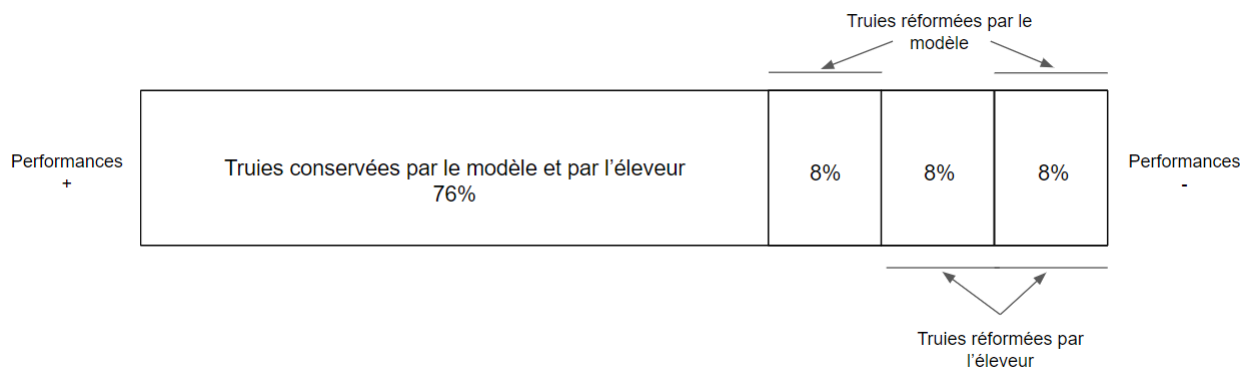 Truies réformées par le
modèle
Performances
+
Truies conservées par le modèle et par l'éleveur
76%
8%
8%
8%
Performances
-
Truies réformées par
l'éleveur